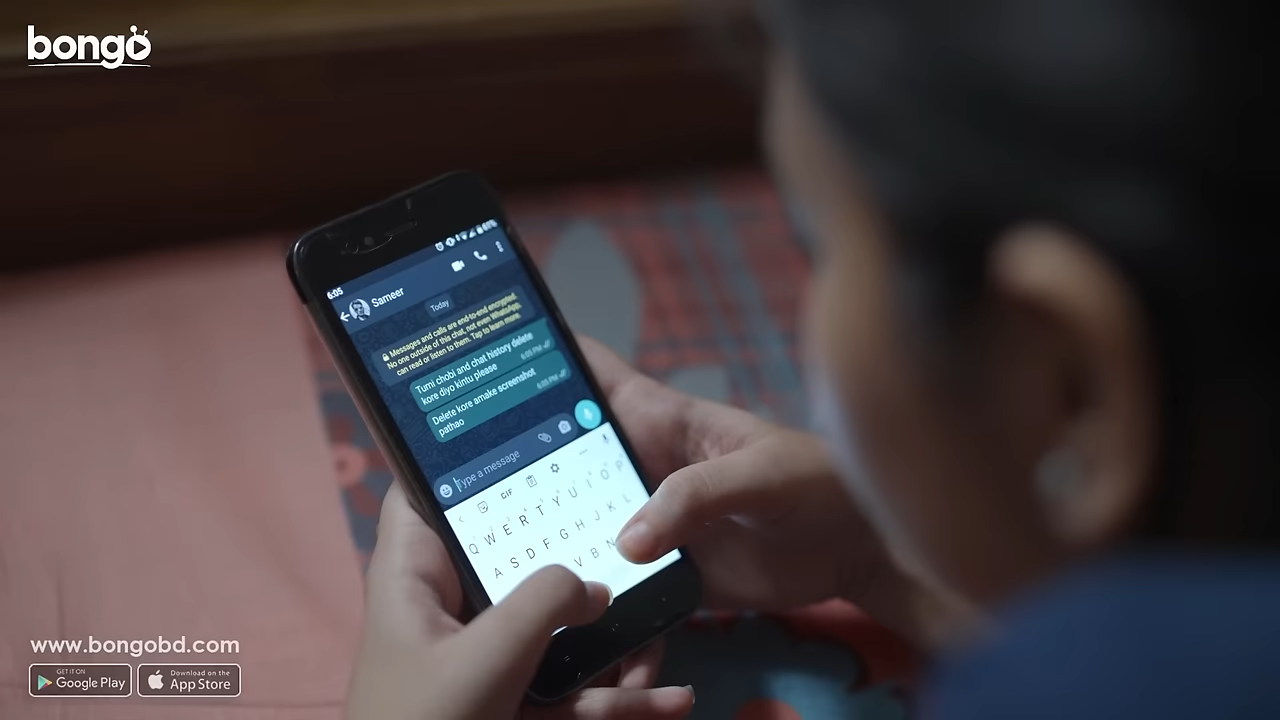 bongo
6:05
61%
Sameer
Today
Messages and calls are end-to-end encrypted.
No one outside of this chat, not even WhatsApp,
can read or listen to them. Tap to learn more.
Tumi chobi and chat history delete
kore diyo kintu please
6:05 PM
Delete kore amake screenshot
pathao
6:05 PM
Type a message
GIF
Q W E R T Y U I O P
A S D F G H J K L
V B N
www.bongobd.com
GET IT ON
Google Play
Download on the
App Store